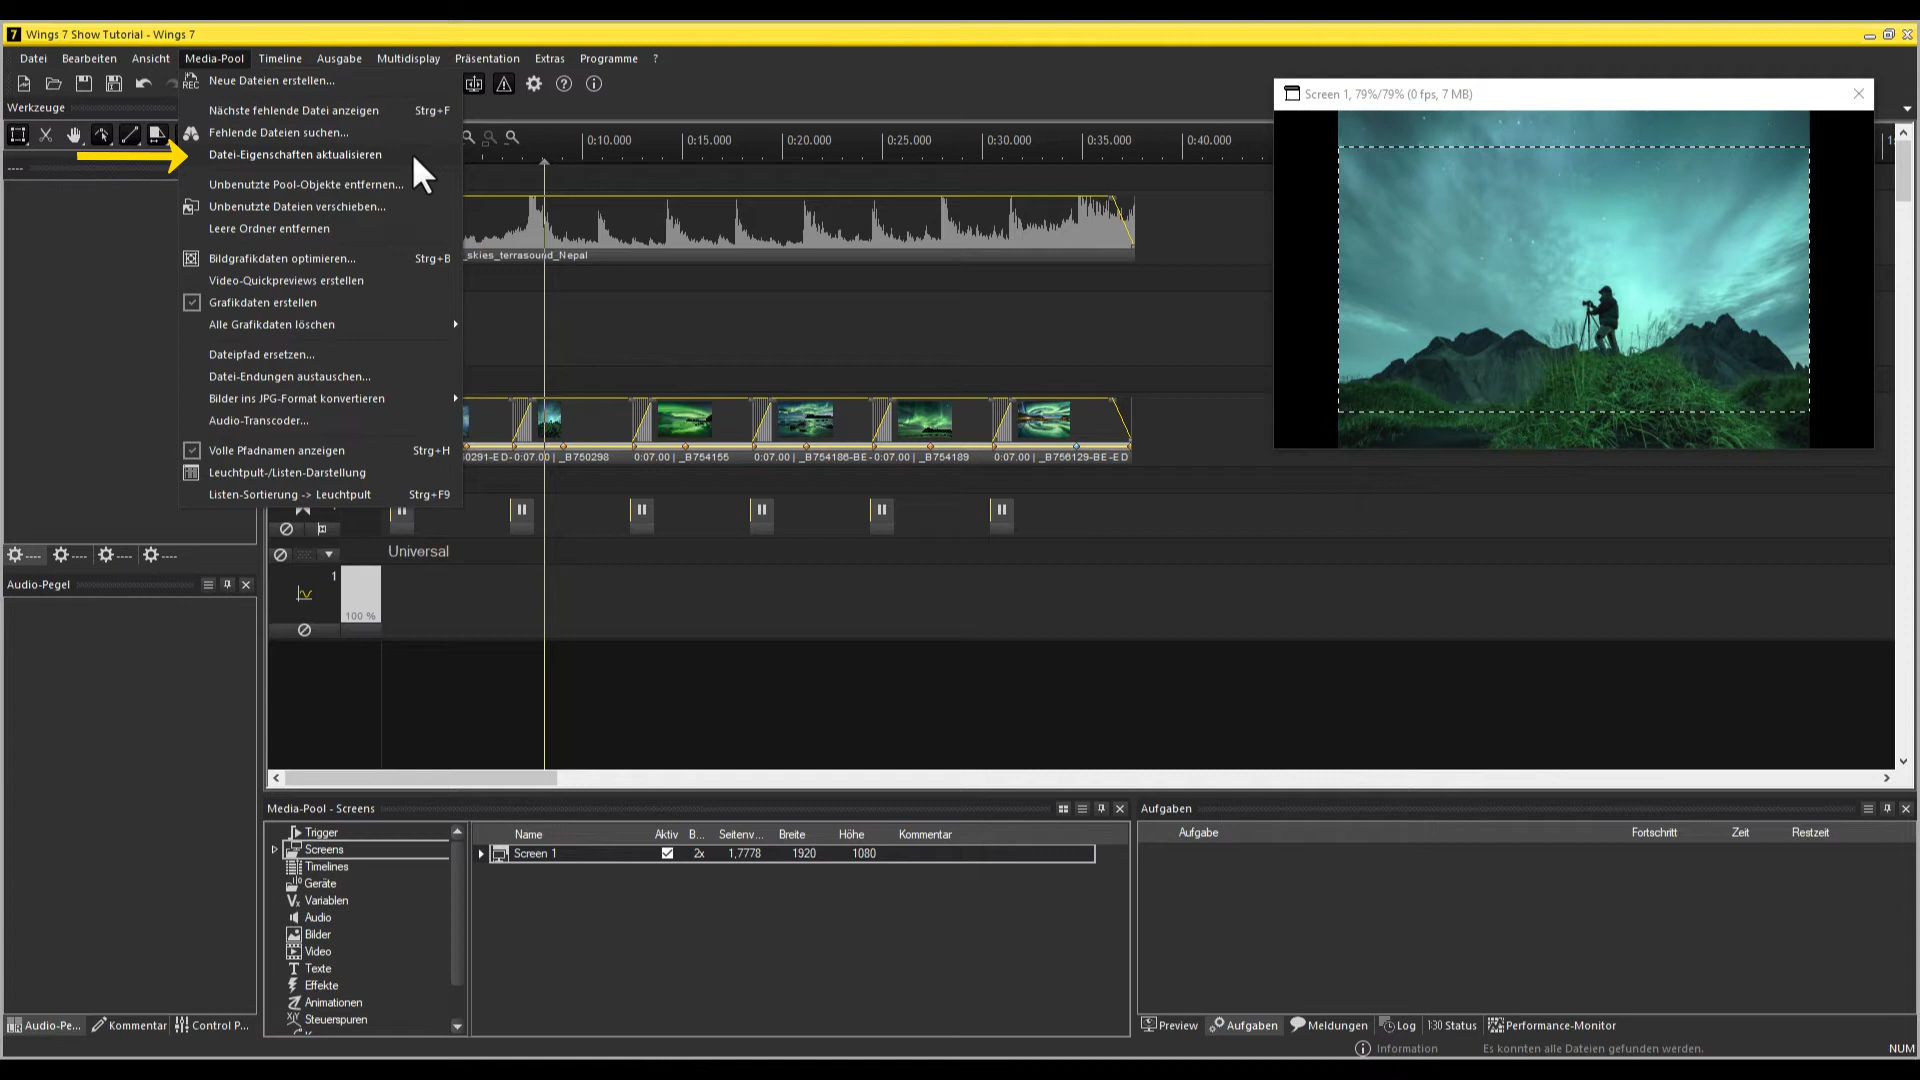 7 Wings 7 Show Tutorial - Wings 7
Datei Bearbeiten Ansicht Media-Pool Timeline Ausgabe Multidisplay Präsentation Extras Programme ?
Werkzeuge
REC Neue Dateien erstellen...
Nächste fehlende Datei anzeigen Strg+F
Fehlende Dateien suchen...
Datei-Eigenschaften aktualisieren
Unbenutzte Pool-Objekte entfernen...
Unbenutzte Dateien verschieben...
Leere Ordner entfernen
Bildgrafikdaten optimieren... Strg+B
Video-Quickpreviews erstellen
Grafikdaten erstellen
Alle Grafikdaten löschen
Dateipfad ersetzen...
Datei-Endungen austauschen...
Bilder ins JPG-Format konvertieren
Audio-Transcoder...
Volle Pfadnamen anzeigen Strg+H
Leuchtpult-/Listen-Darstellung
Listen-Sortierung -> Leuchtpult Strg+F9
Screen 1, 79%/79% (0 fps, 7 MB)
0:10.000 0:15.000 0:20.000 0:25.000 0:30.000 0:35.000 0:40.000
----
_skies_terrasound_Nepal
50291-ED- 0:07.00 | _B750298 0:07.00 | _B754155 0:07.00 | _B754186-BE - 0:07.00 | _B754189 0:07.00 | _B756129-BE-ED
Universal
1
100 %
---- ---- ---- ----
Audio-Pegel
Media-Pool - Screens
Trigger
Screens
Timelines
Geräte
Variablen
Audio
Bilder
Video
Texte
Effekte
Animationen
Steuerspuren
Name Aktiv B... Seitenv... Breite Höhe Kommentar
Screen 1 2x 1,7778 1920 1080
Aufgaben
Aufgabe Fortschritt Zeit Restzeit
Audio-Pe... Kommentar Control P...
Preview Aufgaben Meldungen Log 1:30 Status Performance-Monitor
Information Es konnten alle Dateien gefunden werden. NUM